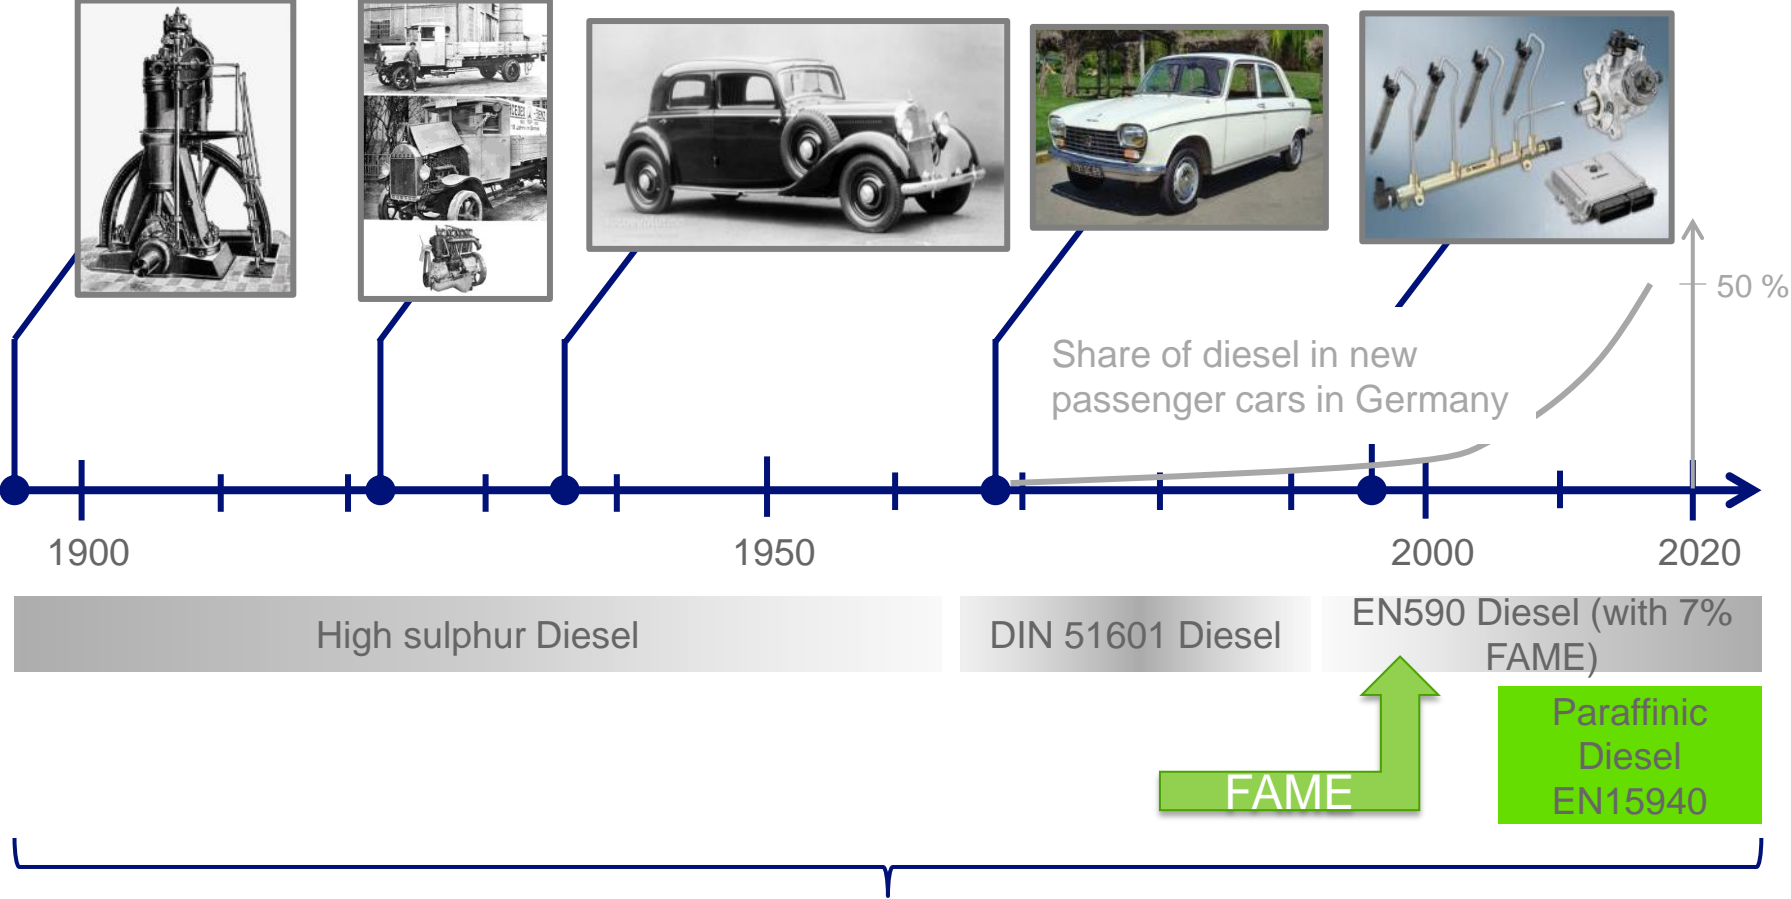 50 %
Share of diesel in new
passenger cars in Germany
1900
1950
2000
2020
High sulphur Diesel
DIN 51601 Diesel
EN590 Diesel (with 7%
FAME)
Paraffinic
Diesel
EN15940
FAME